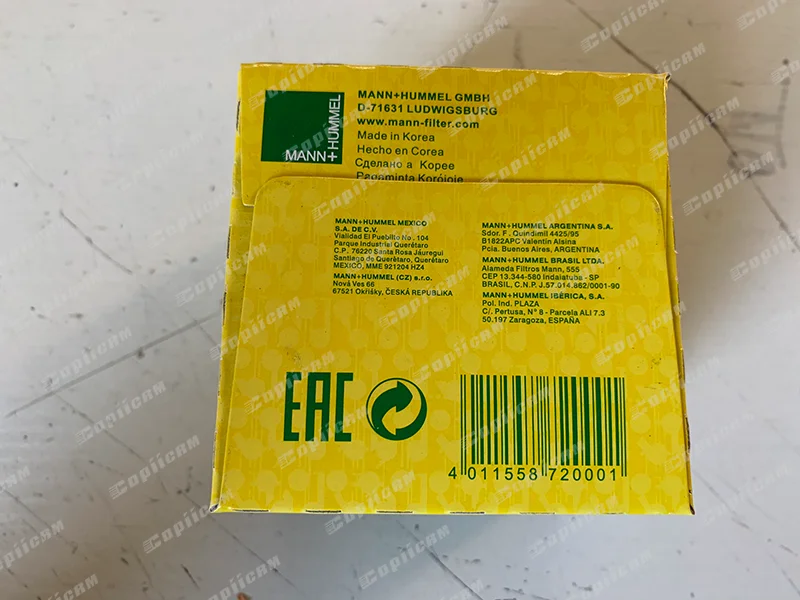 MANN+HUMMEL
MANN+HUMMEL GMBH
D-71631 LUDWIGSBURG
www.mann-filter.com
Made in Korea
Hecho en Corea
Сделано а Корее
Pagaminta Korėjoje
MANN+HUMMEL MEXICO
S.A. DE C.V.
Vialidad El Pueblito No. 104
Parque Industrial Querétaro
C.P. 76220 Santa Rosa Jáuregui
Santiago de Querétaro, Querétaro
MEXICO, MME 921204 HZ4
MANN+HUMMEL (CZ) s.r.o.
Nová Ves 66
67521 Okříšky, ČESKÁ REPUBLIKA
MANN+HUMMEL ARGENTINA S.A.
Sdor. F. Quindimil 4425/95
B1822APC Valentin Alsina
Pcia. Buenos Aires, ARGENTINA
MANN+HUMMEL BRASIL LTDA.
Alameda Filtros Mann, 555
CEP 13.344-580 Indaiatuba - SP
BRASIL, C.N.P.J.57.014.862/0001-90
MANN+HUMMEL IBÉRICA, S.A.
Pol. Ind. PLAZA
C/. Pertusa, N° 8 - Parcela ALI 7.3
50.197 Zaragoza, ESPAÑA
EAC
4 011558 720001
Copiicam